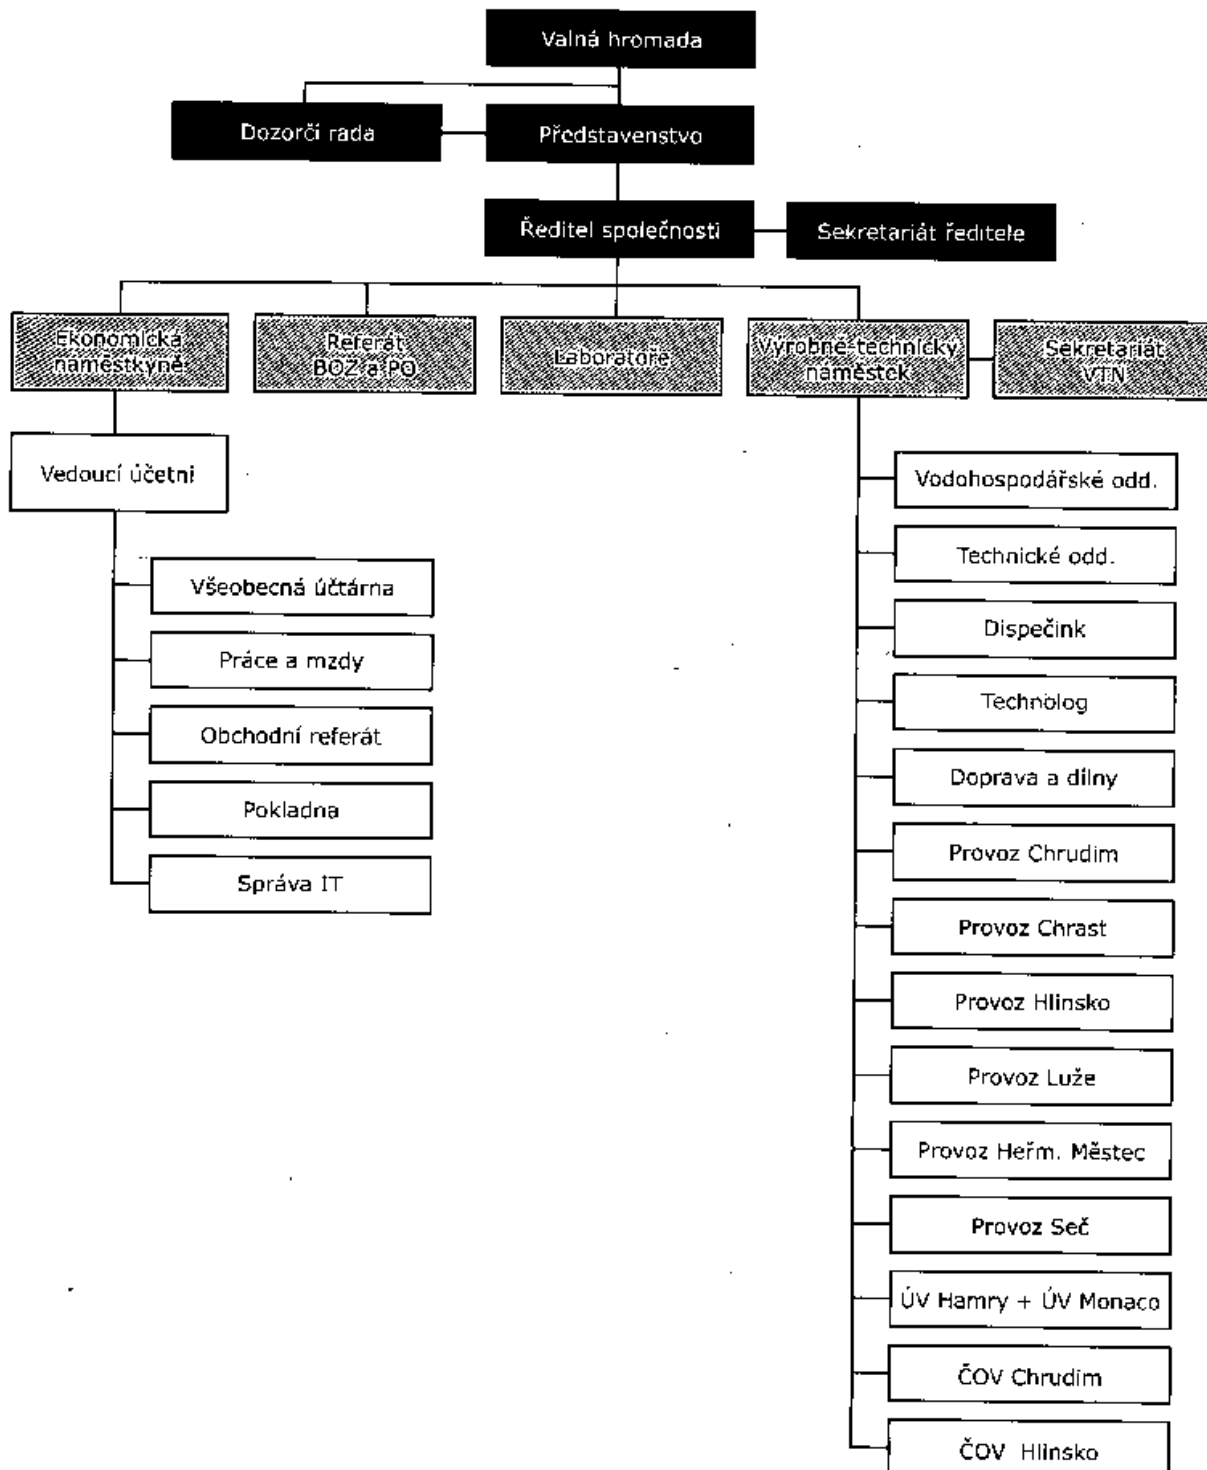 Valná hromada
Dozorčí rada
Představenstvo
Ředitel společnosti
Sekretariát ředitele
Ekonomická
náměstkyně
Referát
BOZ a PO
Laboratoře
Výrobně-technický
náměstek
Sekretariát
VTN
Vedoucí účetní
Všeobecná účtárna
Práce a mzdy
Obchodní referát
Pokladna
Správa IT
Vodohospodářské odd.
Technické odd.
Dispečink
Technolog
Doprava a dílny
Provoz Chrudim
Provoz Chrast
Provoz Hlinsko
Provoz Luže
Provoz Heřm. Městec
Provoz Seč
ÚV Hamry + ÚV Monaco
ČOV Chrudim
ČOV Hlinsko